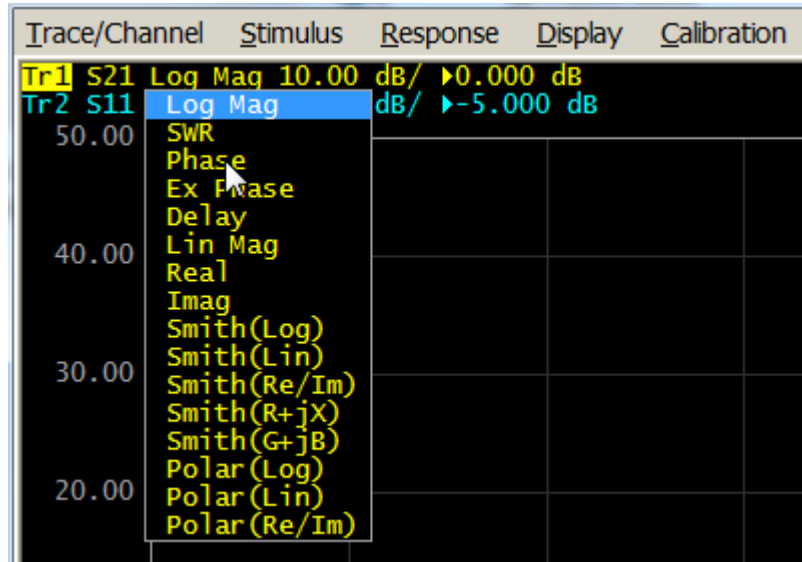 Trace/Channel Stimulus Response Display Calibration
Tr1 S21 Log Mag 10.00 dB/ ▶0.000 dB
Tr2 S11 dB/ ▶-5.000 dB
Log Mag
50.00
SWR
Phase
Ex Phase
Delay
40.00
Lin Mag
Real
Imag
Smith(Log)
Smith(Lin)
30.00
Smith(Re/Im)
Smith(R+jX)
Smith(G+jB)
Polar(Log)
20.00
Polar(Lin)
Polar(Re/Im)